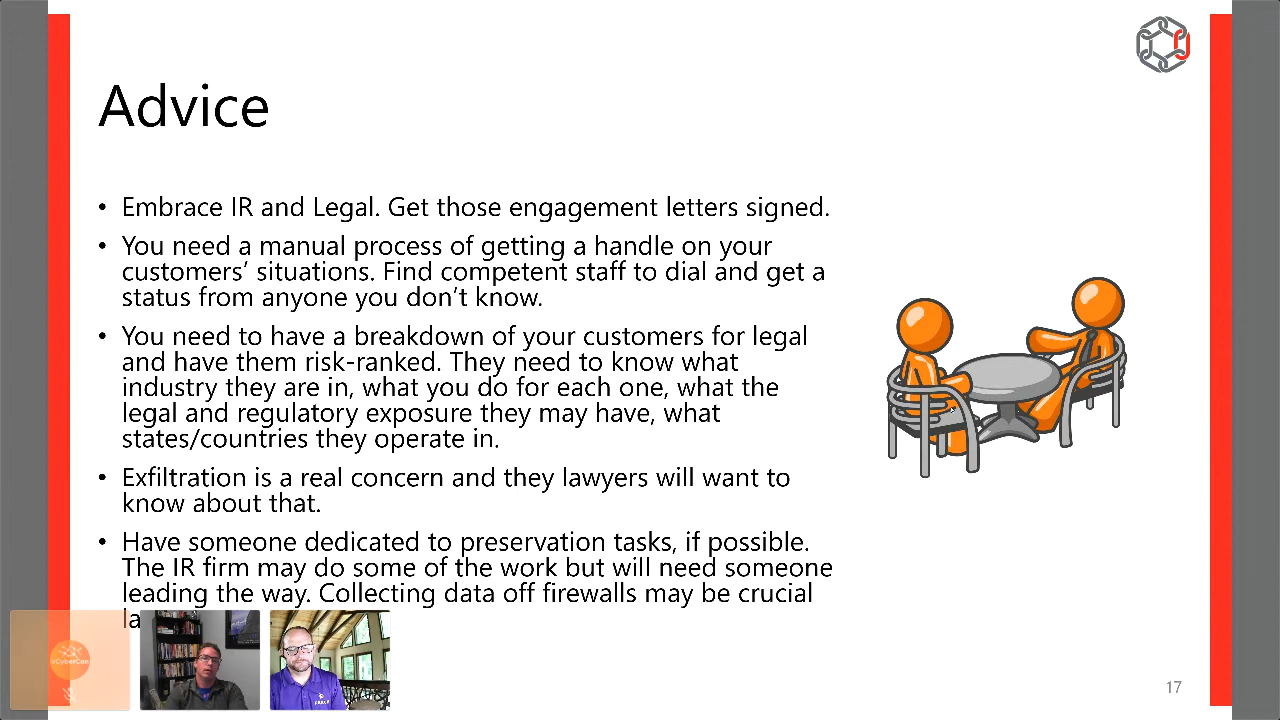 Advice
• Embrace IR and Legal. Get those engagement letters signed.
• You need a manual process of getting a handle on your
customers’ situations. Find competent staff to dial and get a
status from anyone you don’t know.
• You need to have a breakdown of your customers for legal
and have them risk-ranked. They need to know what
industry they are in, what you do for each one, what the
legal and regulatory exposure they may have, what
states/countries they operate in.
• Exfiltration is a real concern and they lawyers will want to
know about that.
• Have someone dedicated to preservation tasks, if possible.
The IR firm may do some of the work but will need someone
leading the way. Collecting data off firewalls may be crucial
la
17